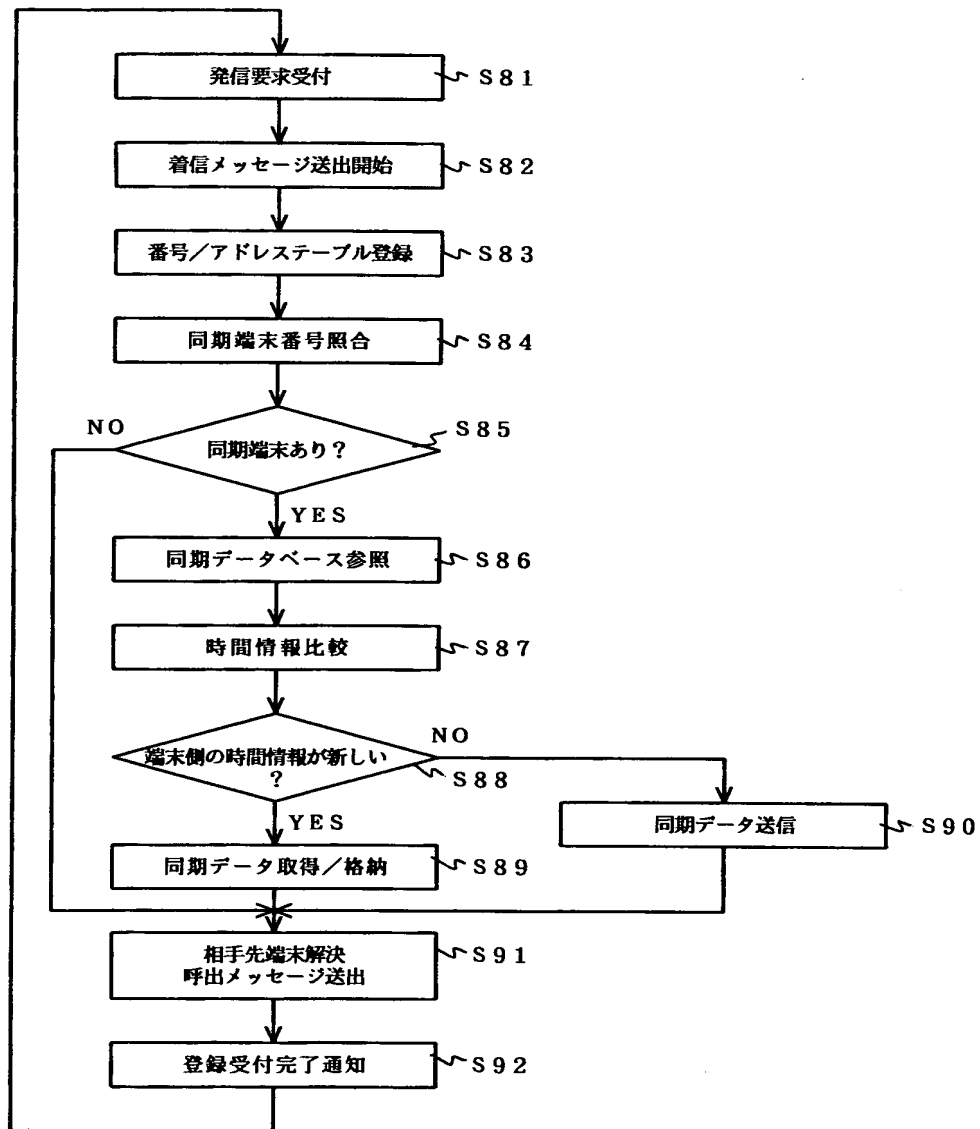 発信要求受付
S81
着信メッセージ送出開始
S82
番号／アドレステーブル登録
S83
同期端末番号照合
S84
NO
同期端末あり？
S85
YES
同期データベース参照
S86
時間情報比較
S87
端末側の時間情報が新しい
？
NO
S88
YES
同期データ送信
S90
同期データ取得／格納
S89
相手先端末解決
呼出メッセージ送出
S91
登録受付完了通知
S92